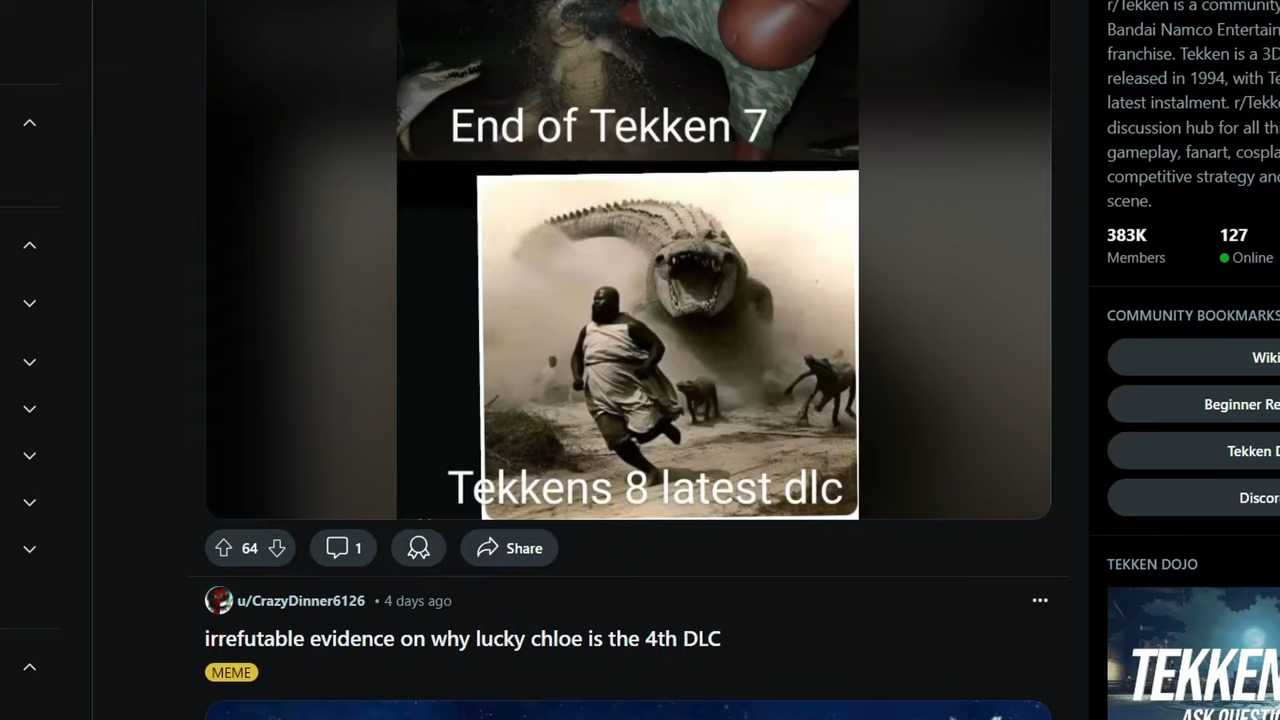 End of Tekken 7
Tekkens 8 latest dlc
64
1
Share
u/CrazyDinner6126 • 4 days ago
irrefutable evidence on why lucky chloe is the 4th DLC
MEME
r/Tekken is a community
Bandai Namco Entertain
franchise. Tekken is a 3D
released in 1994, with Te
latest instalment. r/Tekk
discussion hub for all th
gameplay, fanart, cospla
competitive strategy and
scene.
383K
127
Members
Online
COMMUNITY BOOKMARKS
Wiki
Beginner Re
Tekken D
Discor
TEKKEN DOJO
TEKKEN
ASK QUESTI